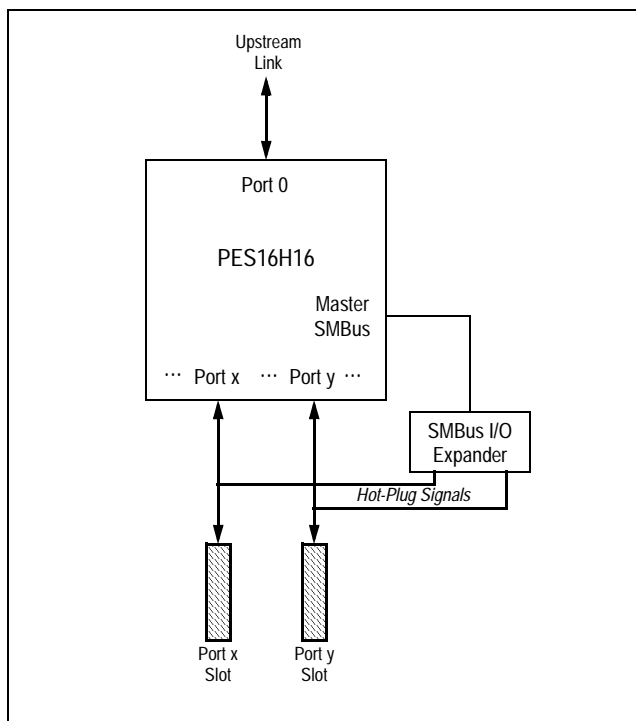 Upstream
Link
Port 0
PES16H16
Master
SMBus
··· Port x ··· Port y ···
SMBus I/O
Expander
Hot-Plug Signals
Port x
Slot
Port y
Slot